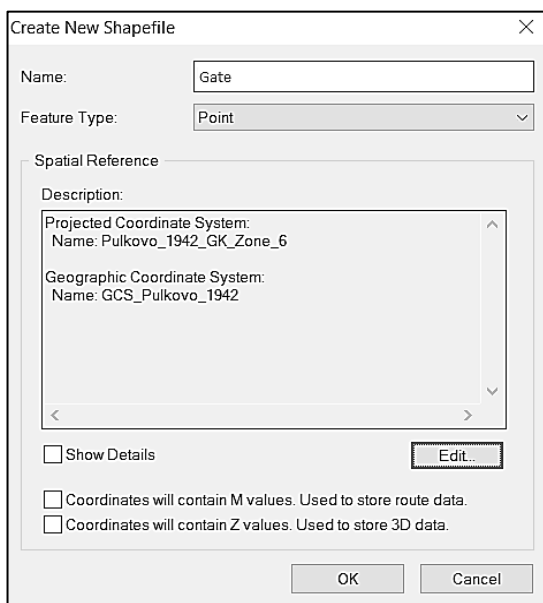 Create New Shapefile
Name: Gate
Feature Type: Point
Spatial Reference
Description:
Projected Coordinate System:
Name: Pulkovo_1942_GK_Zone_6
Geographic Coordinate System:
Name: GCS_Pulkovo_1942
Show Details
Edit...
Coordinates will contain M values. Used to store route data.
Coordinates will contain Z values. Used to store 3D data.
OK Cancel